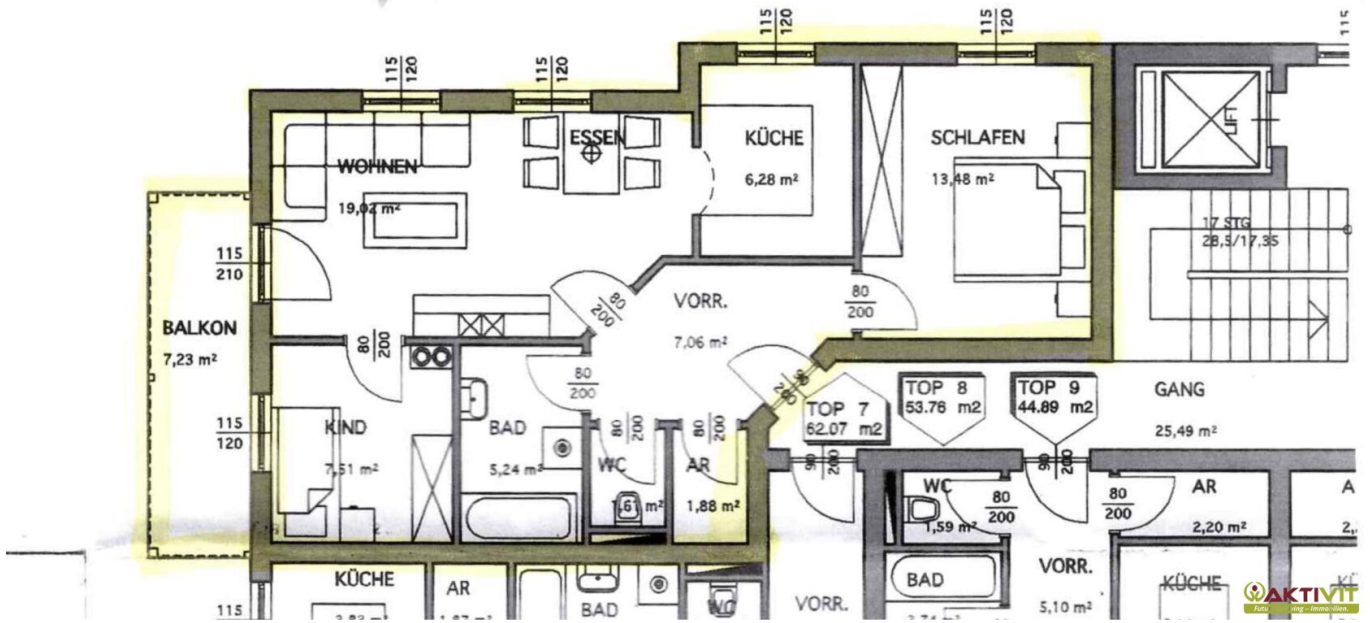 115
120
115
120
115
120
115
120
115
WOHNEN
19,02 m²
ESSEN
KÜCHE
6,28 m²
SCHLAFEN
13,48 m²
LIFT
17 STG
28,5/17,35
115
210
BALKON
7,23 m²
80
200
VORR.
7,06 m²
80
200
80
200
80
200
90
200
TOP 7
62.07 m2
TOP 8
53.76 m2
TOP 9
44.89 m2
GANG
25,49 m²
115
120
KIND
7,51 m²
BAD
5,24 m²
80
200
80
200
WC
1,61 m²
AR
1,88 m²
90
200
WC
1,59 m²
80
200
90
200
80
200
AR
2,20 m²
A
2,
115
KÜCHE
AR
BAD
WC
VORR.
BAD
VORR.
5,10 m²
KÜCHE
KÜ
AKTIVIT